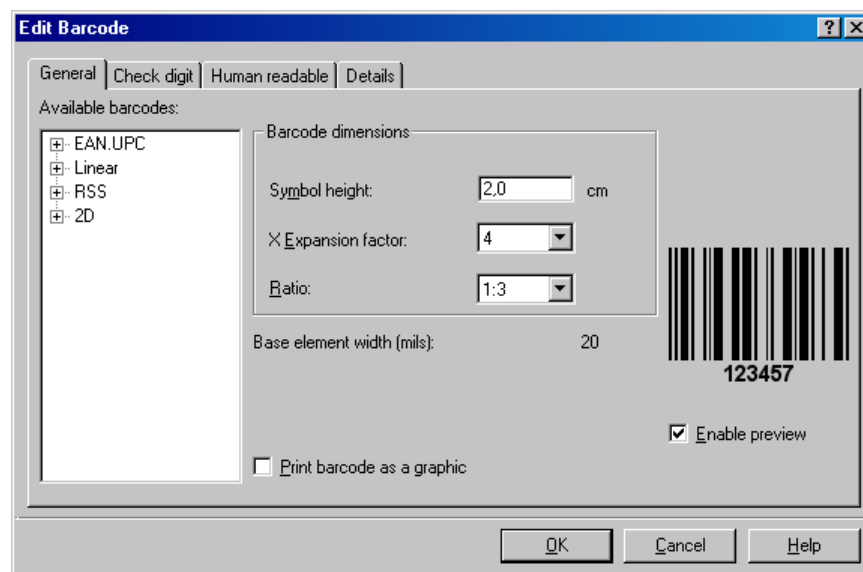 Edit Barcode
General Check digit Human readable Details
Available barcodes:
EAN.UPC
Linear
RSS
2D
Barcode dimensions
Symbol height: 2,0 cm
X Expansion factor: 4
Ratio: 1:3
Base element width (mils): 20
123457
Enable preview
Print barcode as a graphic
OK Cancel Help